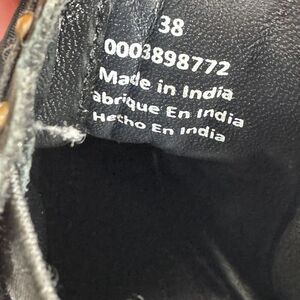 38
0003898772
Made in India
abrique En India
Hecho En India